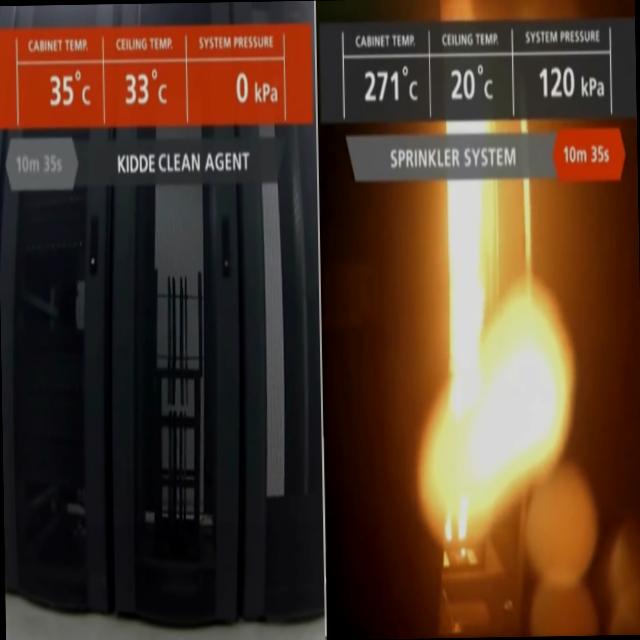 CABINET TEMP. CEILING TEMP. SYSTEM PRESSURE
35°C 33°C 0 kPa
10m 35s KIDDE CLEAN AGENT
CABINET TEMP. CEILING TEMP. SYSTEM PRESSURE
271°C 20°C 120 kPa
SPRINKLER SYSTEM 10m 35s